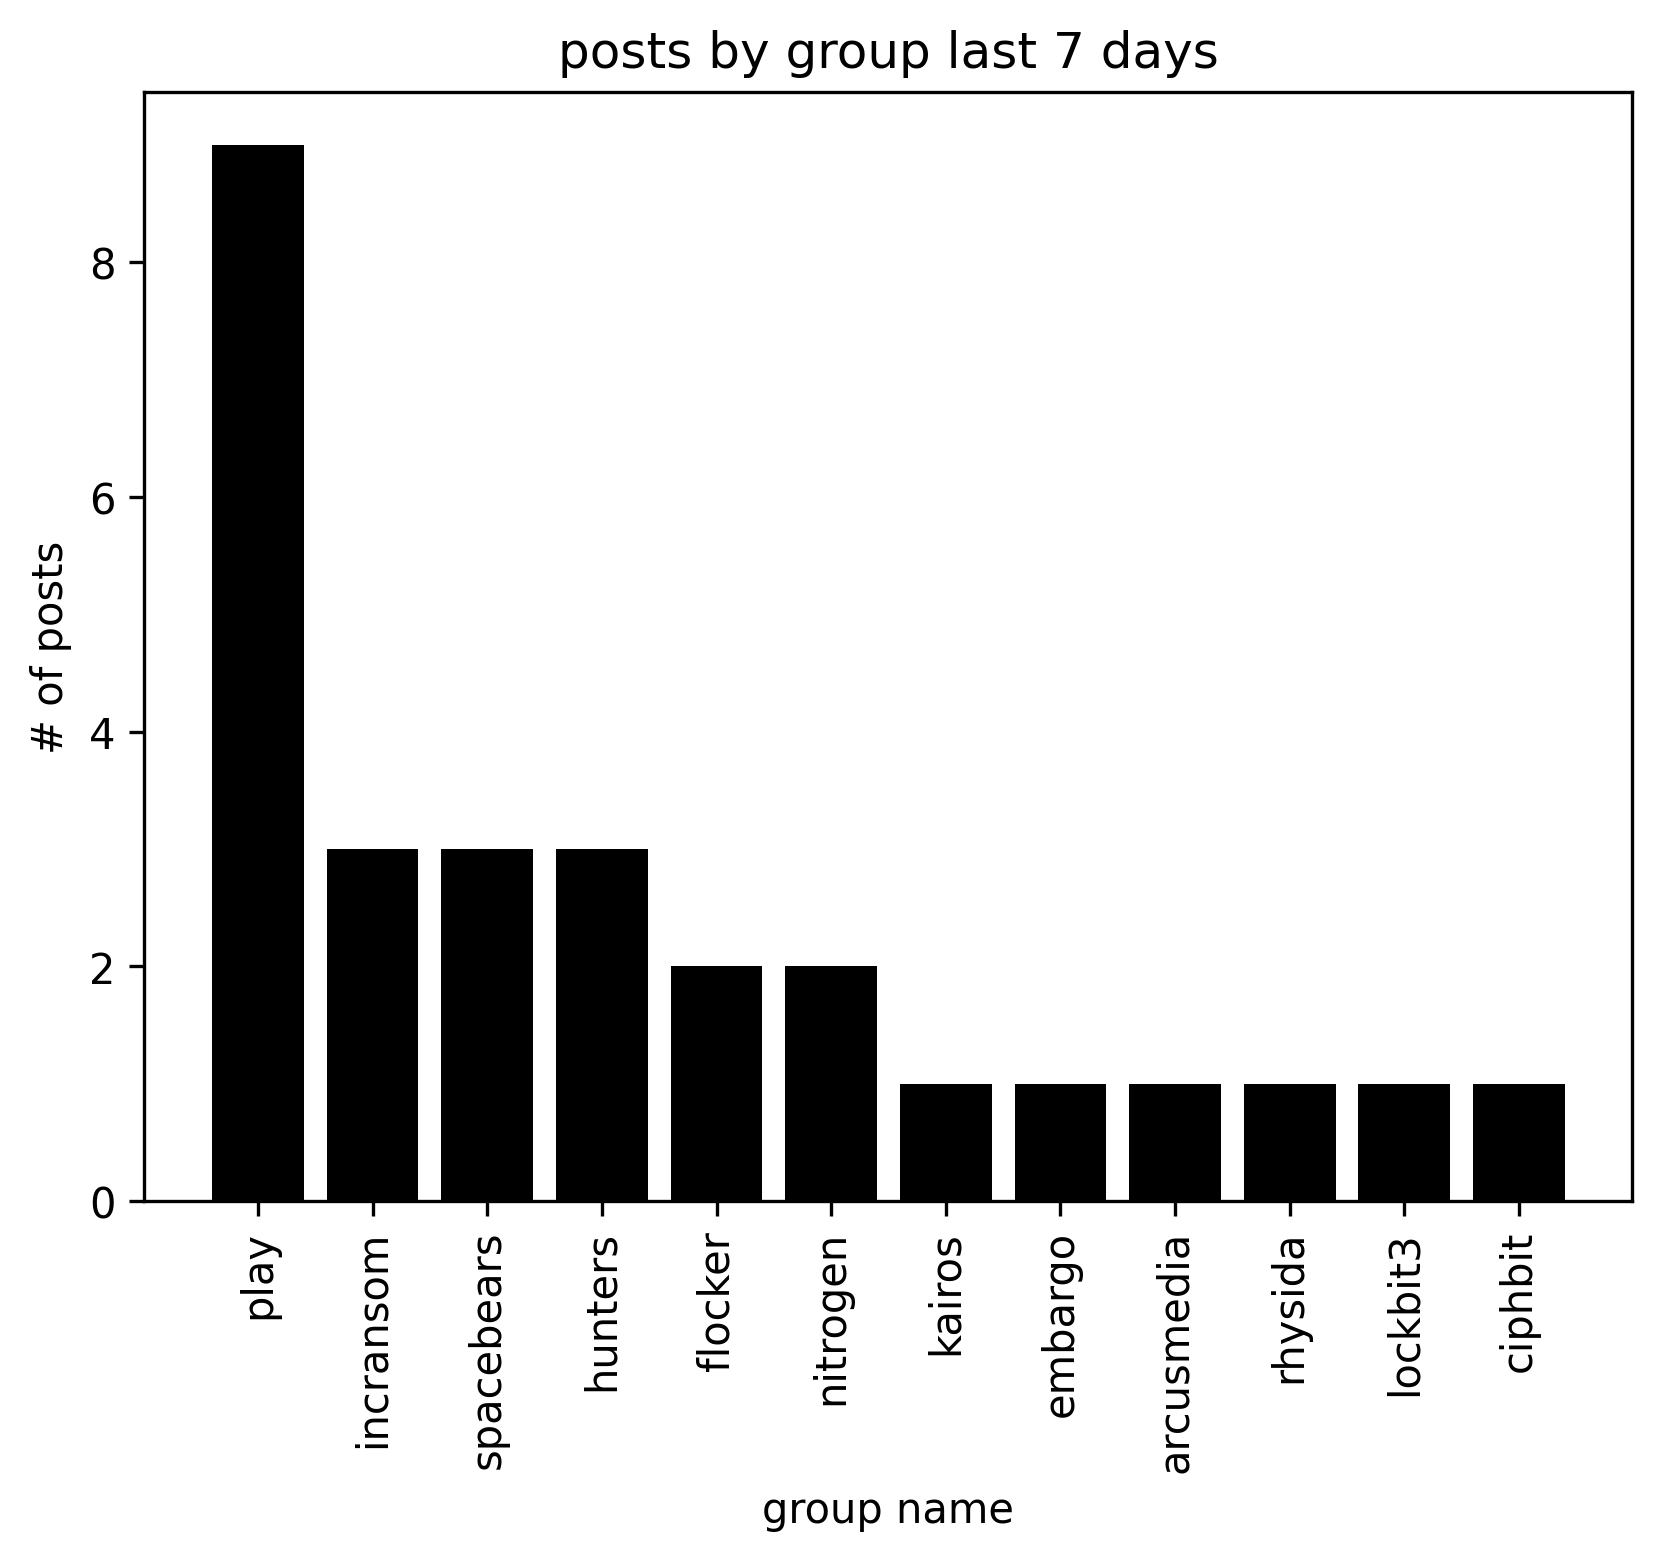 posts by group last 7 days
# of posts
8
6
4
2
0
play
incransom
spacebears
hunters
flocker
nitrogen
kairos
embargo
arcusmedia
rhysida
lockbit3
ciphbit
group name